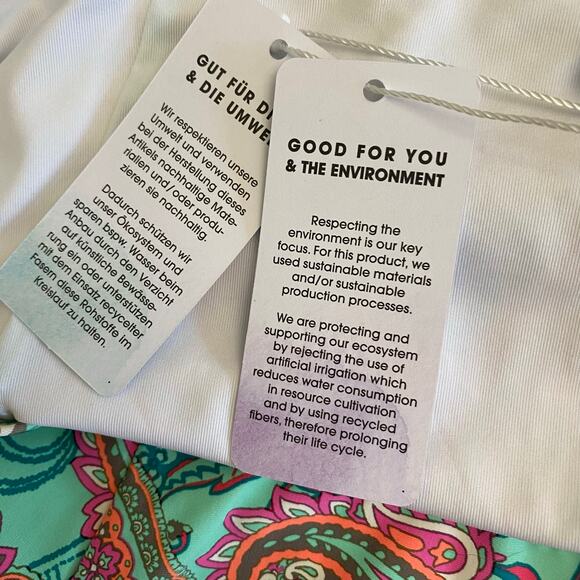 GUT FÜR
& DIE
Wir respektieren unsere
Umwelt und verwenden
bei der Herstellung dieses
Artikels nachhaltige Mate-
rialien und/oder produ-
zieren sie nachhaltig.
Dadurch schützen wir
unser Ökosystem und
sparen bspw. Wasser beim
Anbau durch den Verzicht
auf künstliche Bewässe-
rung ein oder unterstützen
mit dem Einsatz recycelter
Fasern diese Rohstoffe im
Kreislauf zu halten.
GOOD FOR YOU
& THE ENVIRONMENT
Respecting the
environment is our key
focus. For this product, we
used sustainable materials
and/or sustainable
production processes.
We are protecting and
supporting our ecosystem
by rejecting the use of
artificial irrigation which
reduces water consumption
in resource cultivation
and by using recycled
fibers, therefore prolonging
their life cycle.